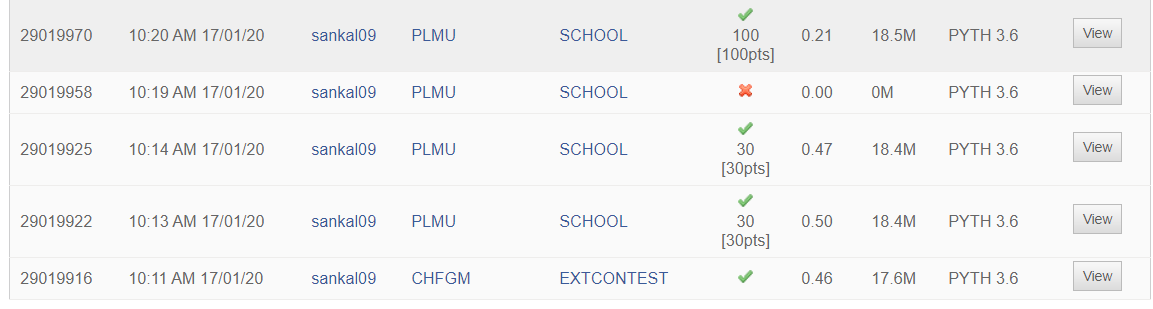 100
29019970 10:20 AM 17/01/20 sankal09 PLMU SCHOOL 0.21 18.5M PYTH 3.6 View
[100pts]
29019958 10:19 AM 17/01/20 sankal09 PLMU SCHOOL 0.00 0M PYTH 3.6 View
29019925 10:14 AM 17/01/20 sankal09 PLMU SCHOOL 30 0.47 18.4M PYTH 3.6 View
[30pts]
29019922 10:13 AM 17/01/20 sankal09 PLMU SCHOOL 30 0.50 18.4M PYTH 3.6 View
[30pts]
29019916 10:11 AM 17/01/20 sankal09 CHFGM EXTCONTEST 0.46 17.6M PYTH 3.6 View